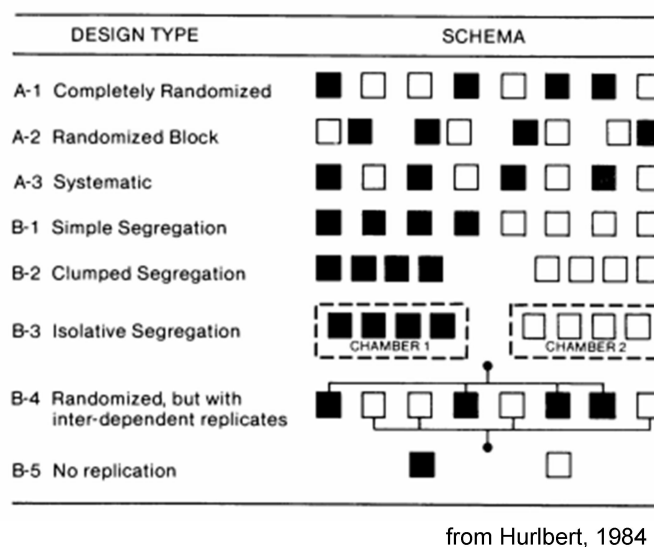 DESIGN TYPE SCHEMA
A-1 Completely Randomized
A-2 Randomized Block
A-3 Systematic
B-1 Simple Segregation
B-2 Clumped Segregation
B-3 Isolative Segregation
CHAMBER 1 CHAMBER 2
B-4 Randomized, but with
inter-dependent replicates
B-5 No replication
from Hurlbert, 1984